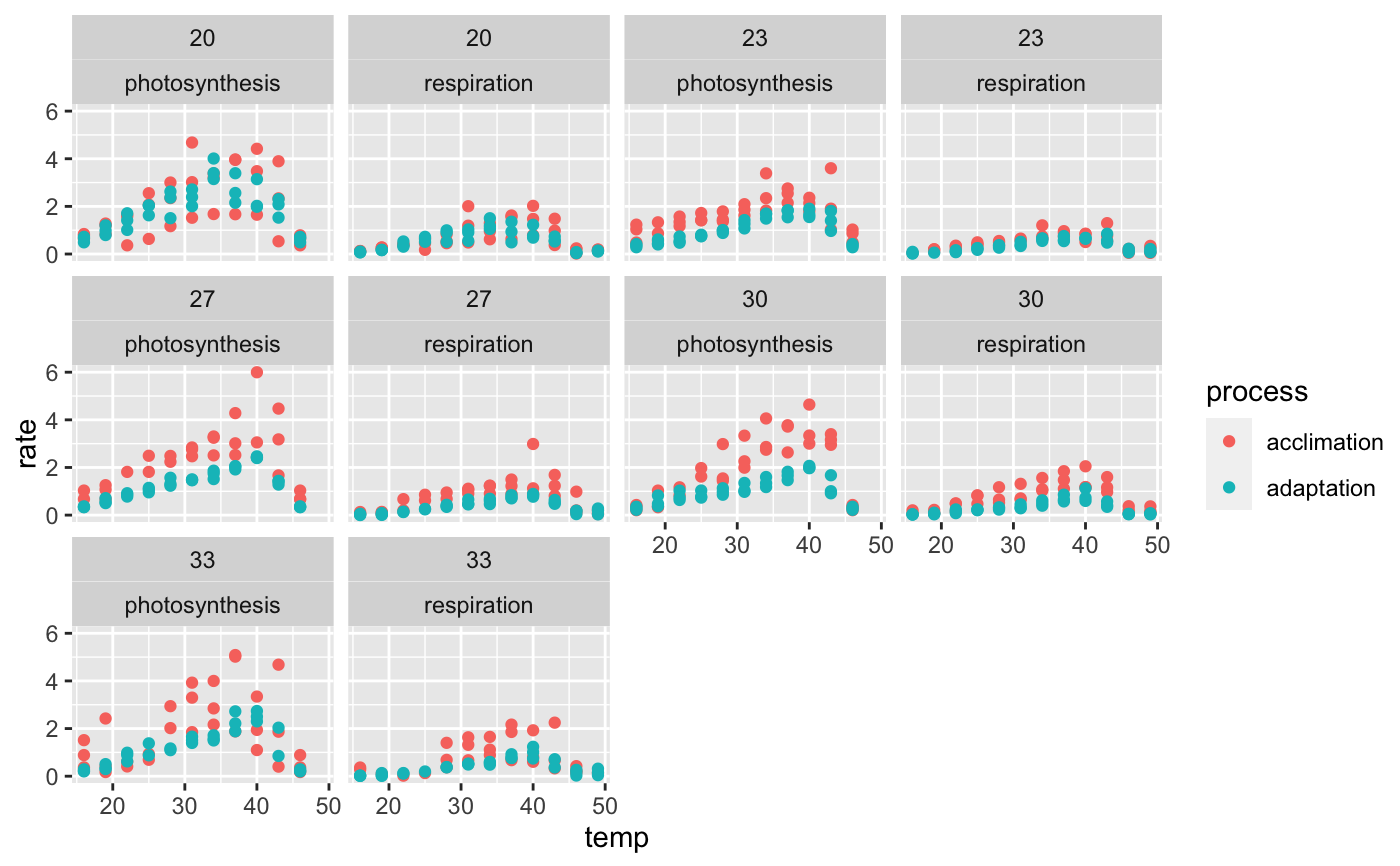 20 20 23 23
photosynthesis respiration photosynthesis respiration
6
4
2
0
27 27 30 30
photosynthesis respiration photosynthesis respiration
6
4
2
0
20 30 40 50 20 30 40 50
33 33
photosynthesis respiration
6
4
2
0
20 30 40 50 20 30 40 50
temp
rate
process
acclimation
adaptation